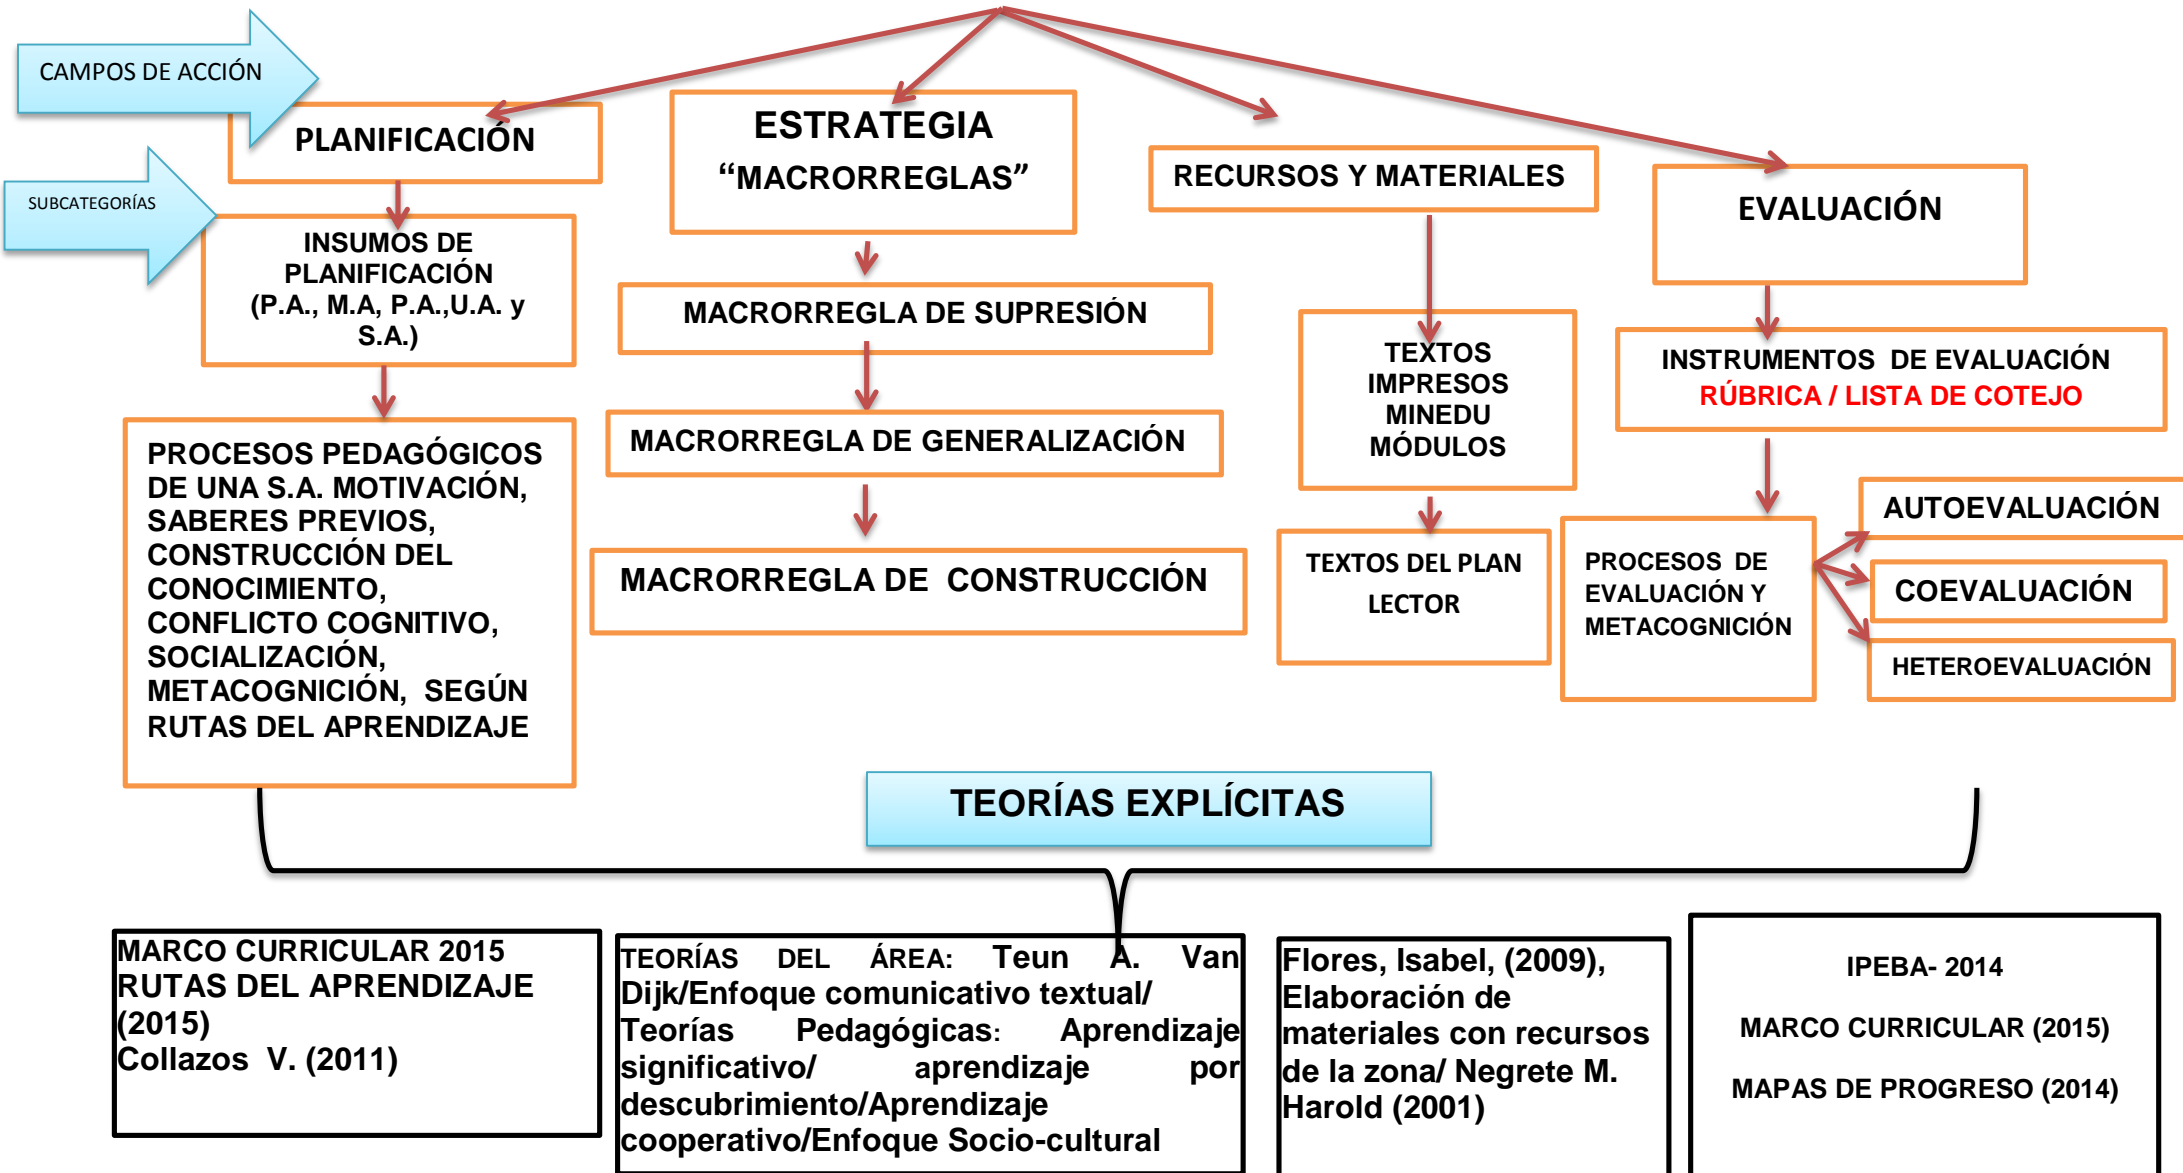 CAMPOS DE ACCIÓN
PLANIFICACIÓN
ESTRATEGIA
“MACRORREGLAS”
RECURSOS Y MATERIALES
EVALUACIÓN
SUBCATEGORÍAS
INSUMOS DE
PLANIFICACIÓN
(P.A., M.A, P.A.,U.A. y
S.A.)
MACRORREGLA DE SUPRESIÓN
TEXTOS
IMPRESOS
MINEDU
MÓDULOS
INSTRUMENTOS DE EVALUACIÓN
RÚBRICA / LISTA DE COTEJO
PROCESOS PEDAGÓGICOS
DE UNA S.A. MOTIVACIÓN,
SABERES PREVIOS,
CONSTRUCCIÓN DEL
CONOCIMIENTO,
CONFLICTO COGNITIVO,
SOCIALIZACIÓN,
METACOGNICIÓN, SEGÚN
RUTAS DEL APRENDIZAJE
MACRORREGLA DE GENERALIZACIÓN
MACRORREGLA DE CONSTRUCCIÓN
TEXTOS DEL PLAN
LECTOR
PROCESOS DE
EVALUACIÓN Y
METACOGNICIÓN
AUTOEVALUACIÓN
COEVALUACIÓN
HETEROEVALUACIÓN
TEORÍAS EXPLÍCITAS
MARCO CURRICULAR 2015
RUTAS DEL APRENDIZAJE
(2015)
Collazos V. (2011)
TEORÍAS DEL ÁREA: Teun A. Van
Dijk/Enfoque comunicativo textual/
Teorías Pedagógicas: Aprendizaje
significativo/ aprendizaje por
descubrimiento/Aprendizaje
cooperativo/Enfoque Socio-cultural
Flores, Isabel, (2009),
Elaboración de
materiales con recursos
de la zona/ Negrete M.
Harold (2001)
IPEBA- 2014
MARCO CURRICULAR (2015)
MAPAS DE PROGRESO (2014)